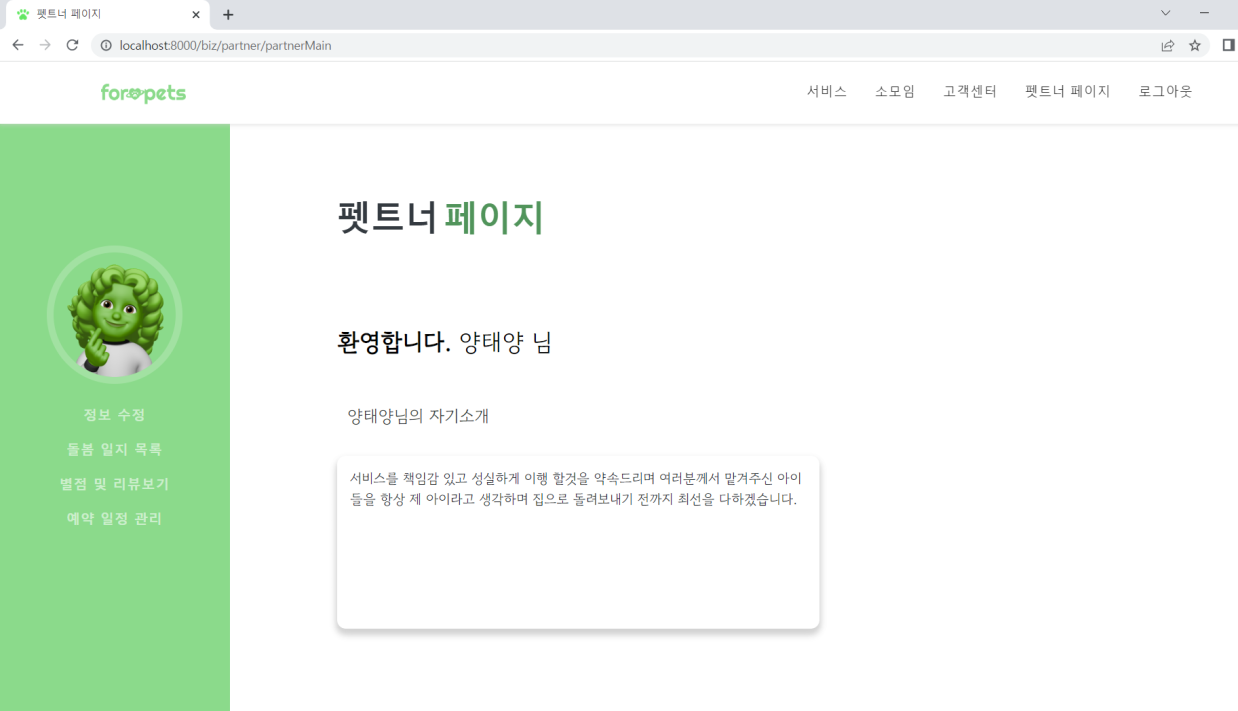 펫트너 페이지
localhost:8000/biz/partner/partnerMain
forpets
서비스 소모임 고객센터 펫트너 페이지 로그아웃
펫트너 페이지
환영합니다. 양태양 님
양태양님의 자기소개
서비스를 책임감 있고 성실하게 이행 할것을 약속드리며 여러분께서 맡겨주신 아이
들을 항상 제 아이라고 생각하며 집으로 돌려보내기 전까지 최선을 다하겠습니다.
정보 수정
돌봄 일지 목록
별점 및 리뷰보기
예약 일정 관리